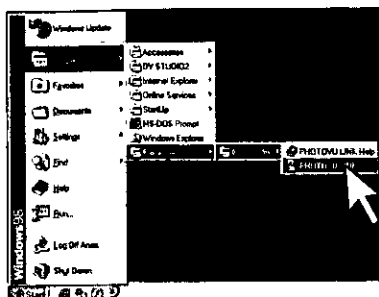 Windows Update
Favorites
Documents
Settings
Find
Help
Run...
Log Off
Shut Down
Windows98
Start
Accessories
DV STUDIO2
Internet Explorer
Online Services
StartUp
MS-DOS Prompt
Windows Explorer
PHOTOVU LINK Help